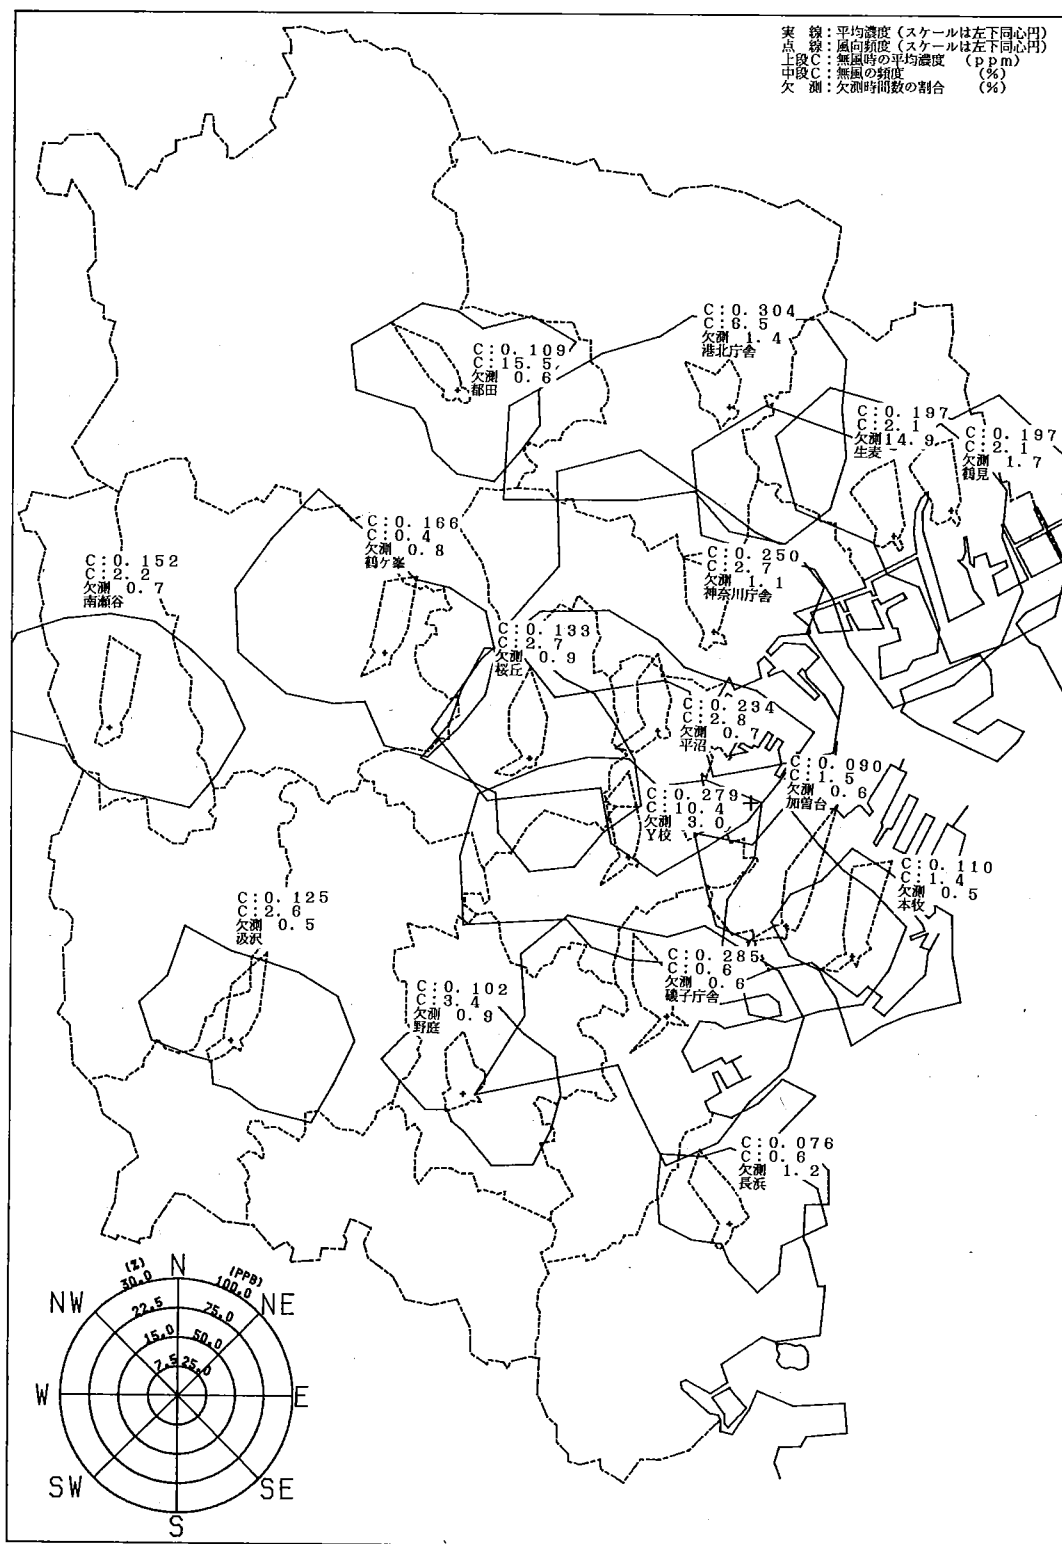 実　線：平均濃度（スケールは左下同心円）
点　線：風向頻度（スケールは左下同心円）
上段Ｃ：無風時の平均濃度　（ｐｐｍ）
中段Ｃ：無風の頻度　（％）
欠　測：欠測時間数の割合　（％）
C：0．304
C：6．5
欠測　1．4
港北庁舎
C：0．109
C：15．5
欠測　0．6
都田
C：0．197
C：2．1
欠測14．9
生麦
C：0．197
C：2．1
欠測　1．7
鶴見
C：0．166
C：0．4
欠測　0．8
鶴ケ峯
C：0．250
C：2．7
欠測　1．1
神奈川庁舎
C：0．152
C：2．2
欠測　0．7
南瀬谷
C：0．133
C：2．7
欠測　0．9
桜丘
C：0．234
C：2．8
欠測　0．7
平沼
C：0．090
C：1．5
欠測　0．6
加曽台
C：0．279
C：10．4
欠測　3．0
Y校
C：0．110
C：1．4
欠測　0．5
本牧
C：0．125
C：2．6
欠測　0．5
汲沢
C：0．285
C：0．6
欠測　0．6
磯子庁舎
C：0．102
C：3．4
欠測　0．9
野庭
C：0．076
C：0．6
欠測　1．2
長浜
(%) N (PPB)
30.0 100.0
NW NE
22.5 75.0
15.0 50.0
7.5 25.0
W E
SW SE
S